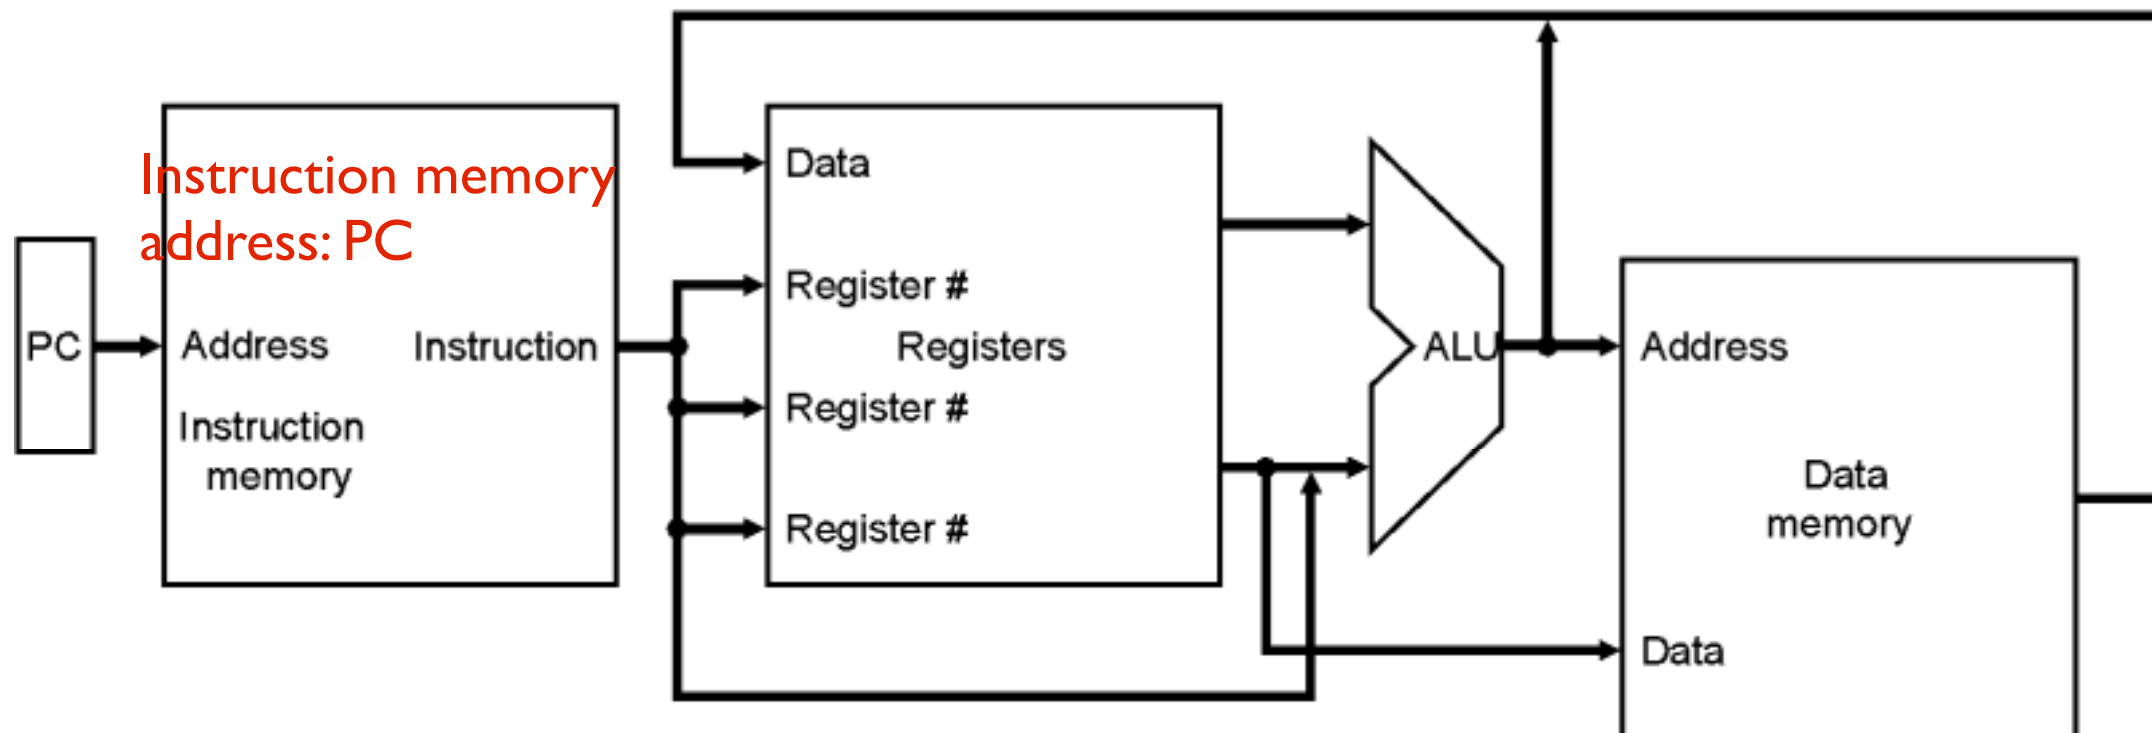 Instruction memory
address: PC
PC
Address
Instruction
Instruction
memory
Data
Register #
Registers
Register #
Register #
ALU
Address
Data
memory
Data